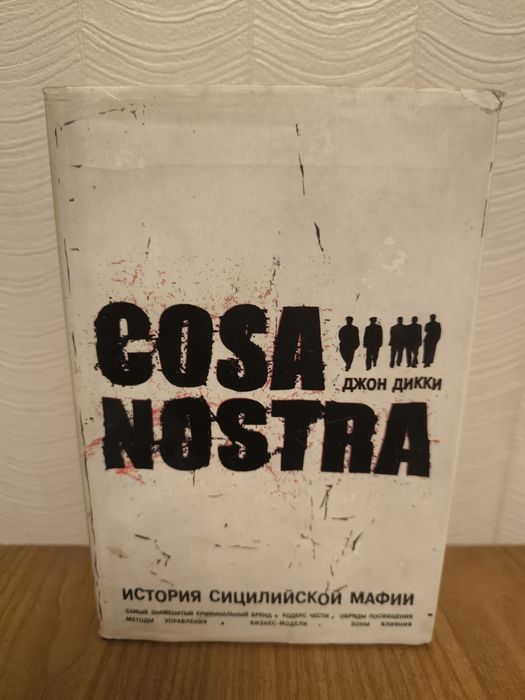 COSA
ДЖОН ДИККИ
NOSTRA
ИСТОРИЯ СИЦИЛИЙСКОЙ МАФИИ
САМЫЙ ЗНАМЕНИТЫЙ КРИМИНАЛЬНЫЙ БРЕНД • КОДЕКС ЧЕСТИ • ОБРЯДЫ ПОСВЯЩЕНИЯ
МЕТОДЫ УПРАВЛЕНИЯ • БИЗНЕС-МОДЕЛИ • ЗОНЫ ВЛИЯНИЯ